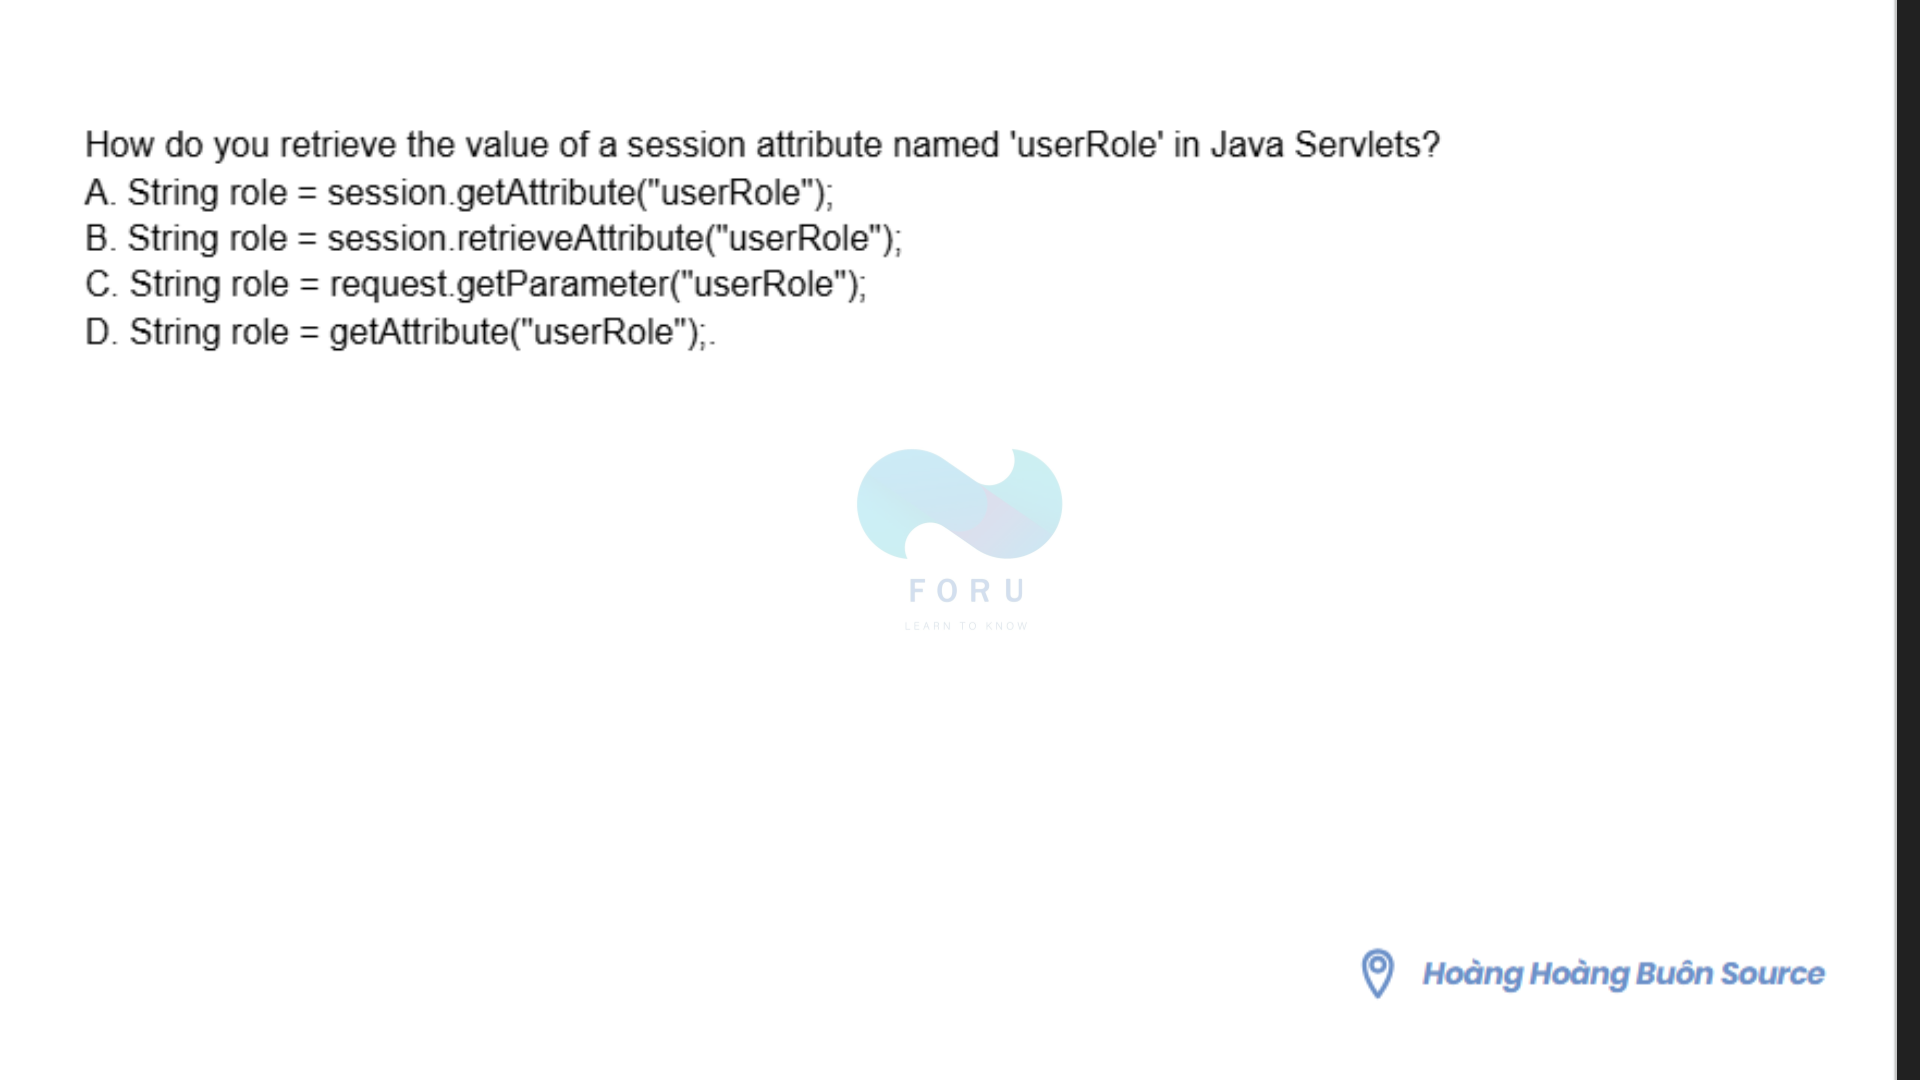 How do you retrieve the value of a session attribute named 'userRole' in Java Servlets?
A. String role = session.getAttribute("userRole");
B. String role = session.retrieveAttribute("userRole");
C. String role = request.getParameter("userRole");
D. String role = getAttribute("userRole");.
FORU
LEARN TO KNOW
Hoàng Hoàng Buôn Source